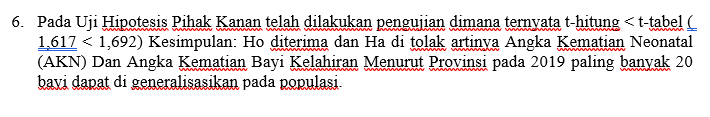 6. Pada Uji Hipotesis Pihak Kanan telah dilakukan pengujian dimana ternyata t-hitung < t-tabel (
1,617 < 1,692) Kesimpulan: Ho diterima dan Ha di tolak artinya Angka Kematian Neonatal
(AKN) Dan Angka Kematian Bayi Kelahiran Menurut Provinsi pada 2019 paling banyak 20
bayi dapat di generalisasikan pada populasi.